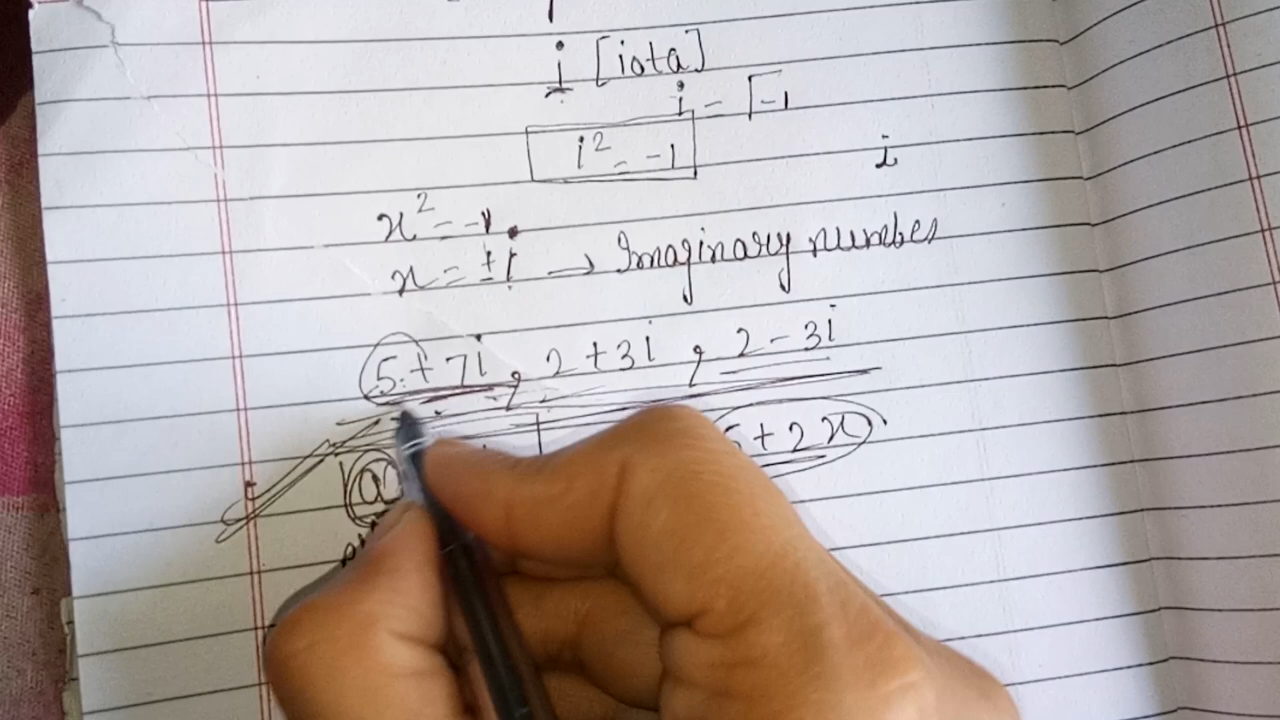 i [iota]
i = √-1
i² = -1
i
x² = -1
x = ±i → Imaginary number
5+7i, 2+3i, 2-3i
+2x
a